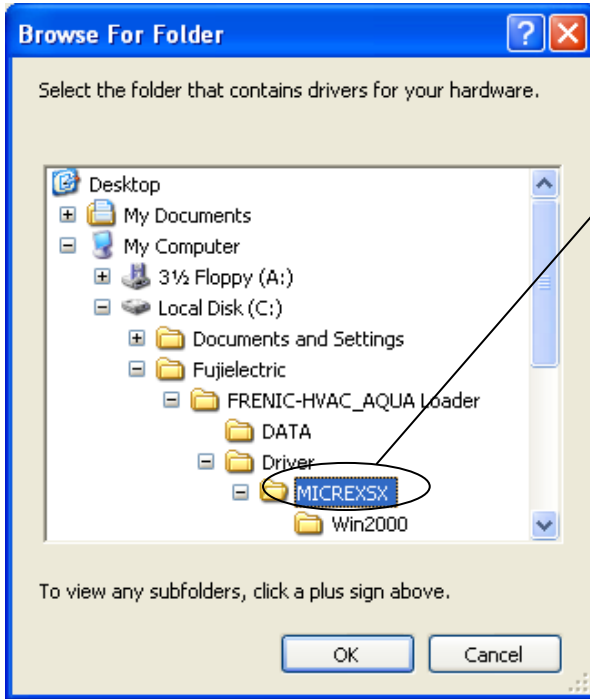 Browse For Folder
Select the folder that contains drivers for your hardware.
Desktop
My Documents
My Computer
3½ Floppy (A:)
Local Disk (C:)
Documents and Settings
Fujielectric
FRENIC-HVAC_AQUA Loader
DATA
Driver
MICREXSX
Win2000
To view any subfolders, click a plus sign above.
OK Cancel